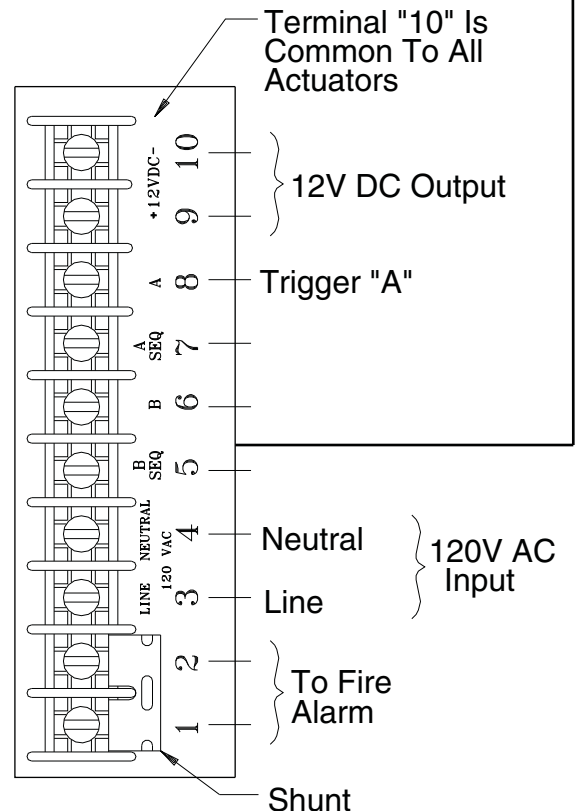 Terminal "10" Is
Common To All
Actuators
+12VDC-
10
9
12V DC Output
A
8
Trigger "A"
A
SEQ
7
B
6
B
SEQ
5
NEUTRAL
4
Neutral
LINE
120 VAC
3
Line
120V AC
Input
2
1
To Fire
Alarm
Shunt